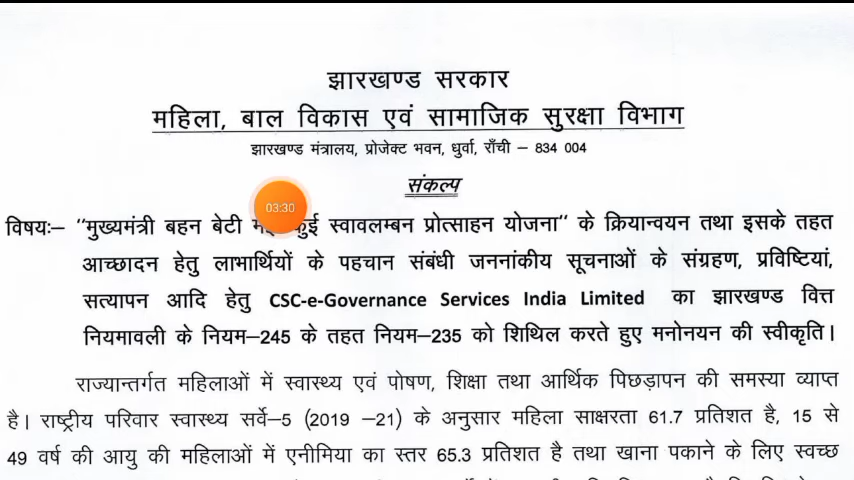 झारखण्ड सरकार
महिला, बाल विकास एवं सामाजिक सुरक्षा विभाग
झारखण्ड मंत्रालय, प्रोजेक्ट भवन, धुर्वा, राँची – 834 004
संकल्प
03:30
विषयः– "मुख्यमंत्री बहन बेटी स्वावलम्बन प्रोत्साहन योजना" के क्रियान्वयन तथा इसके तहत
आच्छादन हेतु लाभार्थियों के पहचान संबंधी जननांकीय सूचनाओं के संग्रहण, प्रविष्टियां,
सत्यापन आदि हेतु CSC-e-Governance Services India Limited का झारखण्ड वित्त
नियमावली के नियम–245 के तहत नियम–235 को शिथिल करते हुए मनोनयन की स्वीकृति।
राज्यान्तर्गत महिलाओं में स्वास्थ्य एवं पोषण, शिक्षा तथा आर्थिक पिछड़ापन की समस्या व्याप्त
है। राष्ट्रीय परिवार स्वास्थ्य सर्वे–5 (2019 –21) के अनुसार महिला साक्षरता 61.7 प्रतिशत है, 15 से
49 वर्ष की आयु की महिलाओं में एनीमिया का स्तर 65.3 प्रतिशत है तथा खाना पकाने के लिए स्वच्छ